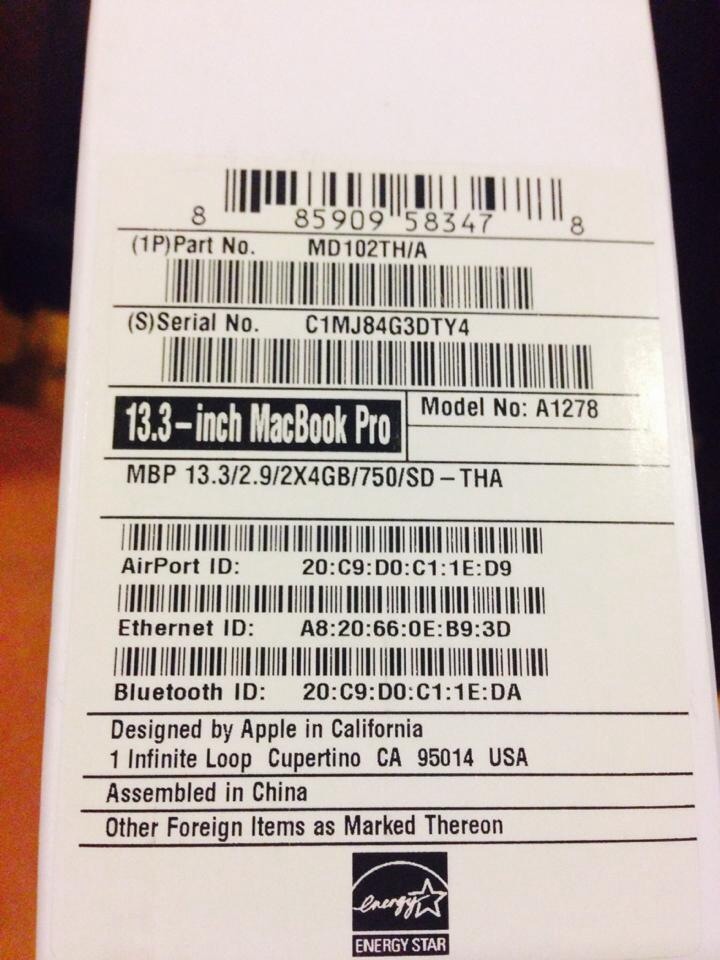 8 85909 58347 8
(1P)Part No. MD102TH/A
(S)Serial No. C1MJ84G3DTY4
13.3-inch MacBook Pro Model No: A1278
MBP 13.3/2.9/2X4GB/750/SD-THA
AirPort ID: 20:C9:D0:C1:1E:D9
Ethernet ID: A8:20:66:0E:B9:3D
Bluetooth ID: 20:C9:D0:C1:1E:DA
Designed by Apple in California
1 Infinite Loop Cupertino CA 95014 USA
Assembled in China
Other Foreign Items as Marked Thereon
energy
ENERGY STAR